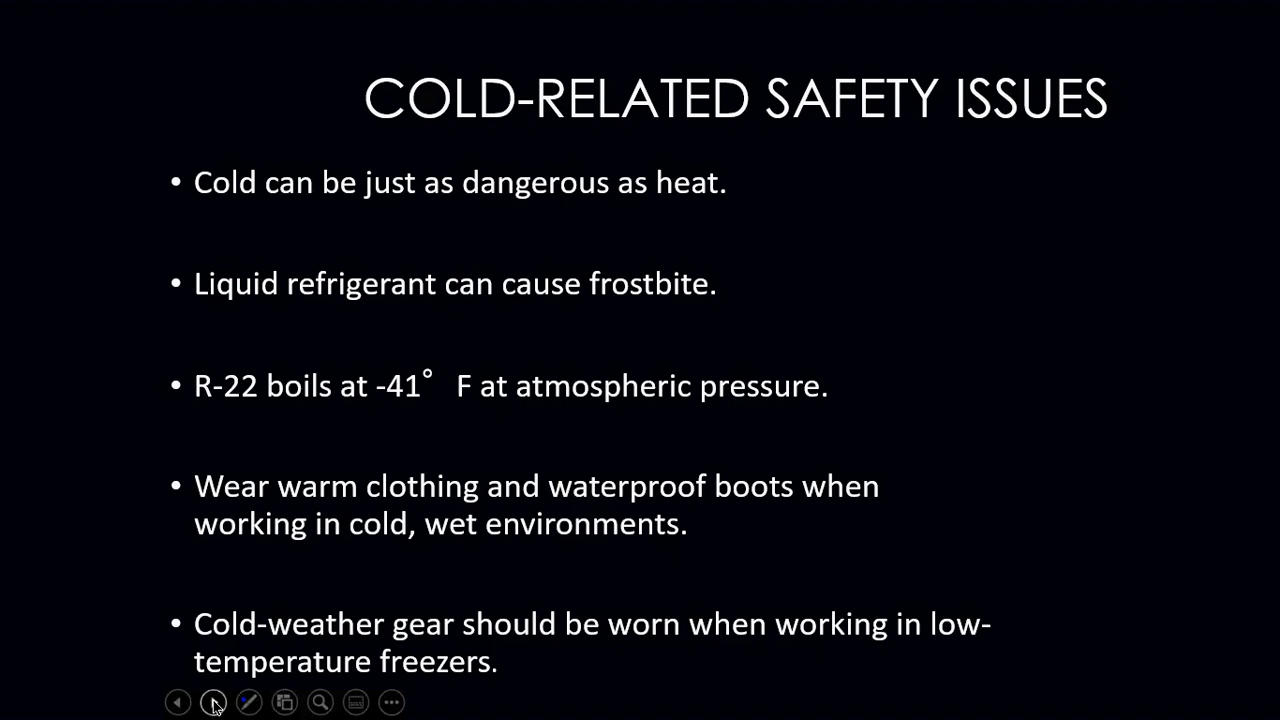 COLD-RELATED SAFETY ISSUES
• Cold can be just as dangerous as heat.
• Liquid refrigerant can cause frostbite.
• R-22 boils at -41° F at atmospheric pressure.
• Wear warm clothing and waterproof boots when
working in cold, wet environments.
• Cold-weather gear should be worn when working in low-
temperature freezers.